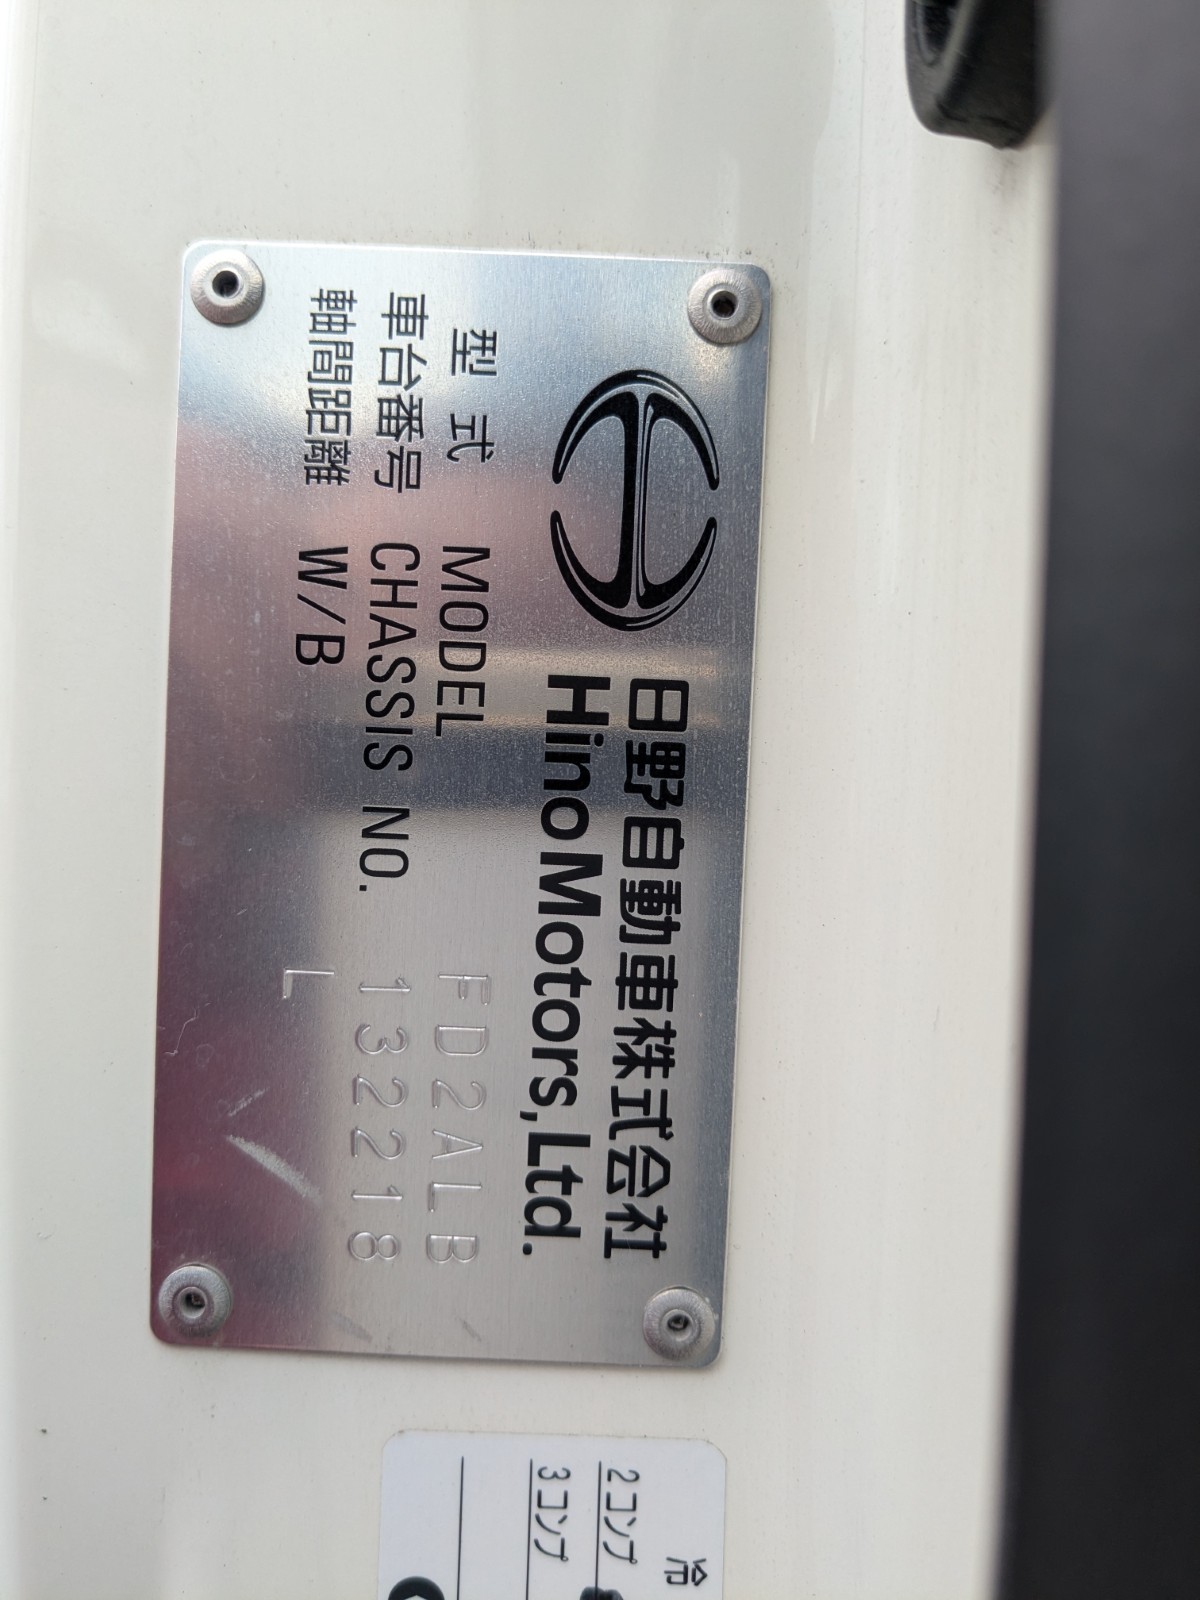 日野自動車株式会社
Hino Motors, Ltd.
型式 MODEL FD2ALB
車台番号 CHASSIS NO. 132218
軸間距離 W/B L
冷
2コンプ
3コンプ